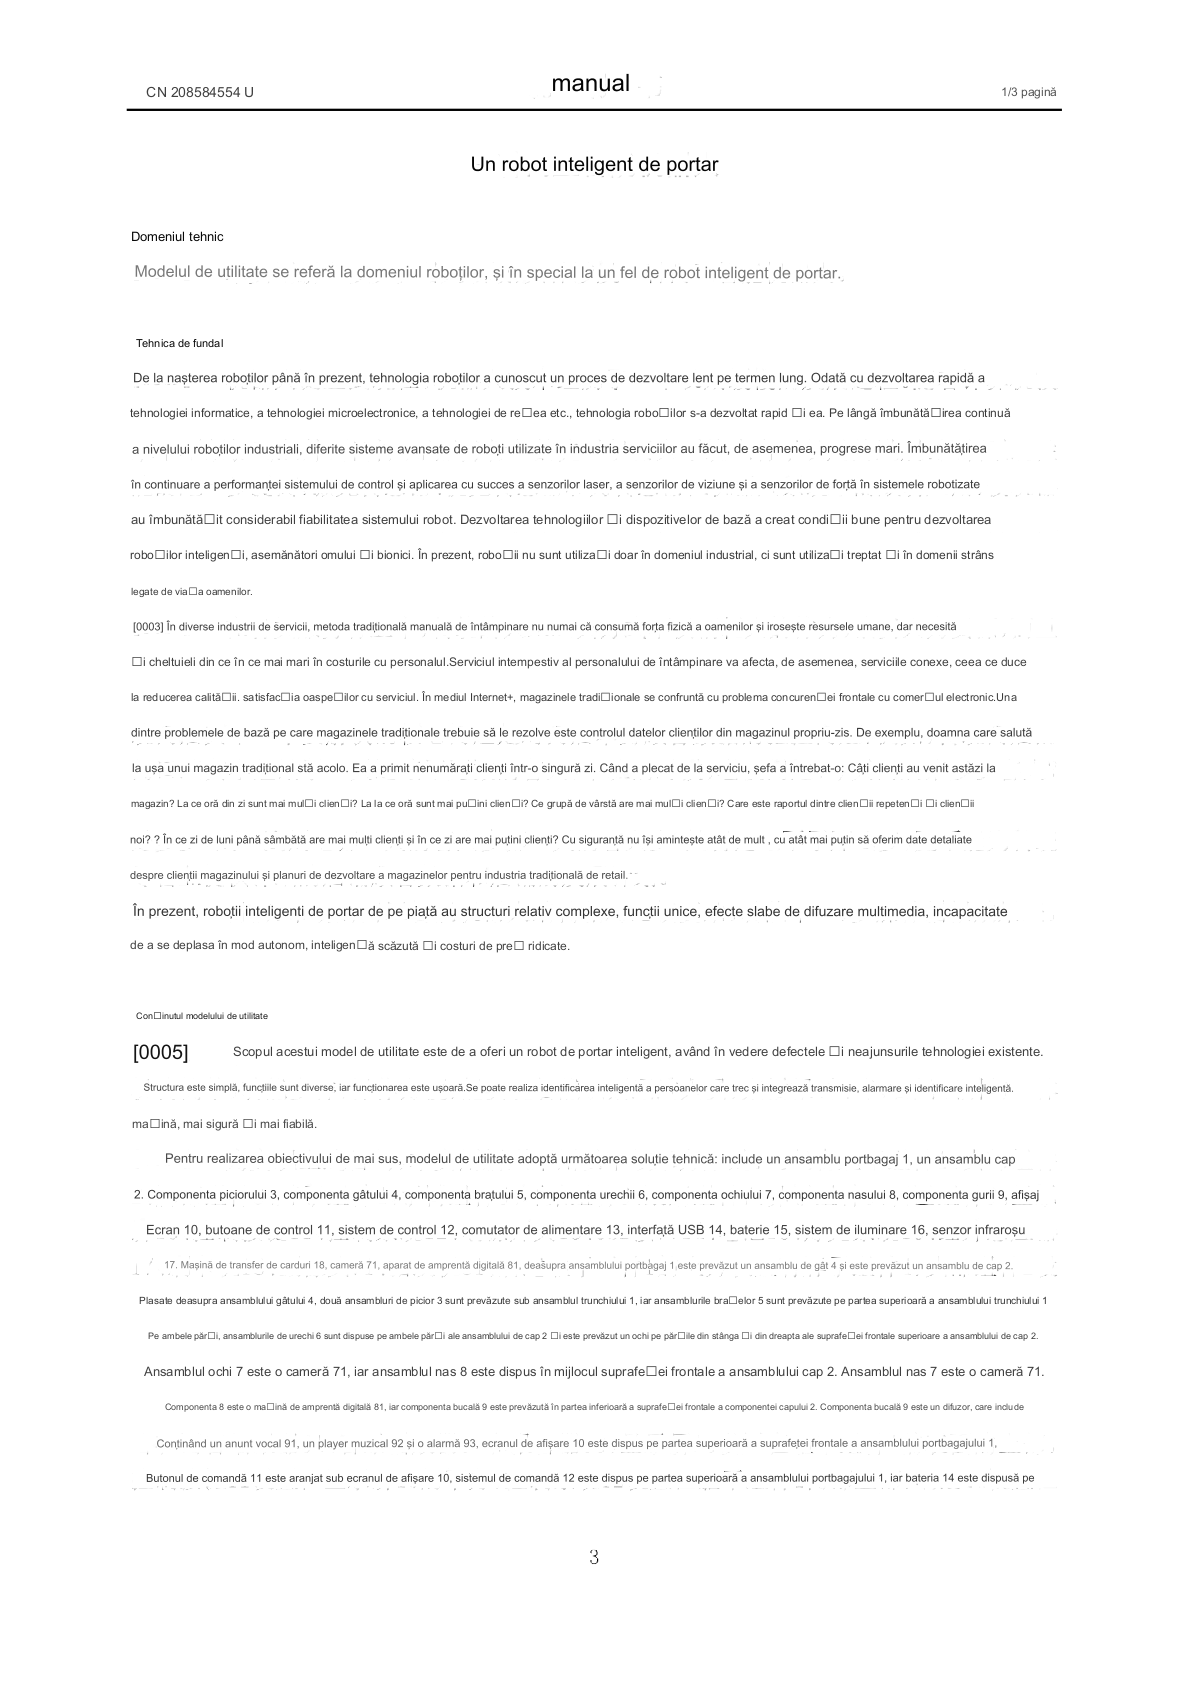 CN 208584554 U
manual
1/3 pagină
Un robot inteligent de portar
Domeniul tehnic
Modelul de utilitate se referă la domeniul roboților, și în special la un fel de robot inteligent de portar.
Tehnica de fundal
De la nașterea roboților până în prezent, tehnologia roboților a cunoscut un proces de dezvoltare lent pe termen lung. Odată cu dezvoltarea rapidă a
tehnologiei informatice, a tehnologiei microelectronice, a tehnologiei de re□ea etc., tehnologia robo□ilor s-a dezvoltat rapid □i ea. Pe lângă îmbunătă□irea continuă
a nivelului roboților industriali, diferite sisteme avansate de roboți utilizate în industria serviciilor au făcut, de asemenea, progrese mari. Îmbunătățirea
în continuare a performanței sistemului de control și aplicarea cu succes a senzorilor laser, a senzorilor de viziune și a senzorilor de forță în sistemele robotizate
au îmbunătă□it considerabil fiabilitatea sistemului robot. Dezvoltarea tehnologiilor □i dispozitivelor de bază a creat condi□ii bune pentru dezvoltarea
robo□ilor inteligen□i, asemănători omului □i bionici. În prezent, robo□ii nu sunt utiliza□i doar în domeniul industrial, ci sunt utiliza□i treptat □i în domenii strâns
legate de via□a oamenilor.
[0003] În diverse industrii de servicii, metoda tradițională manuală de întâmpinare nu numai că consumă forța fizică a oamenilor și irosește resursele umane, dar necesită
□i cheltuieli din ce în ce mai mari în costurile cu personalul.Serviciul intempestiv al personalului de întâmpinare va afecta, de asemenea, serviciile conexe, ceea ce duce
la reducerea calită□ii. satisfac□ia oaspe□ilor cu serviciul. În mediul Internet+, magazinele tradi□ionale se confruntă cu problema concuren□ei frontale cu comer□ul electronic.Una
dintre problemele de bază pe care magazinele tradiționale trebuie să le rezolve este controlul datelor clienților din magazinul propriu-zis. De exemplu, doamna care salută
la ușa unui magazin tradițional stă acolo. Ea a primit nenumărați clienți într-o singură zi. Când a plecat de la serviciu, șefa a întrebat-o: Câți clienți au venit astăzi la
magazin? La ce oră din zi sunt mai mul□i clien□i? La la ce oră sunt mai pu□ini clien□i? Ce grupă de vârstă are mai mul□i clien□i? Care este raportul dintre clien□ii repeten□i □i clien□ii
noi? ? În ce zi de luni până sâmbătă are mai mulți clienți și în ce zi are mai puțini clienți? Cu siguranță nu își amintește atât de mult , cu atât mai puțin să oferim date detaliate
despre clienții magazinului și planuri de dezvoltare a magazinelor pentru industria tradițională de retail.
În prezent, roboții inteligenti de portar de pe piață au structuri relativ complexe, funcții unice, efecte slabe de difuzare multimedia, incapacitate
de a se deplasa în mod autonom, inteligen□ă scăzută □i costuri de pre□ ridicate.
Con□inutul modelului de utilitate
[0005] Scopul acestui model de utilitate este de a oferi un robot de portar inteligent, având în vedere defectele □i neajunsurile tehnologiei existente.
Structura este simplă, funcțiile sunt diverse, iar funcționarea este ușoară.Se poate realiza identificarea inteligentă a persoanelor care trec și integrează transmisie, alarmare și identificare inteligentă.
ma□ină, mai sigură □i mai fiabilă.
Pentru realizarea obiectivului de mai sus, modelul de utilitate adoptă următoarea soluție tehnică: include un ansamblu portbagaj 1, un ansamblu cap
2. Componenta piciorului 3, componenta gâtului 4, componenta brațului 5, componenta urechii 6, componenta ochiului 7, componenta nasului 8, componenta gurii 9, afișaj
Ecran 10, butoane de control 11, sistem de control 12, comutator de alimentare 13, interfață USB 14, baterie 15, sistem de iluminare 16, senzor infraroșu
17. Mașină de transfer de carduri 18, cameră 71, aparat de amprentă digitală 81, deasupra ansamblului portbagaj 1 este prevăzut un ansamblu de gât 4 și este prevăzut un ansamblu de cap 2.
Plasate deasupra ansamblului gâtului 4, două ansambluri de picior 3 sunt prevăzute sub ansamblul trunchiului 1, iar ansamblurile bra□elor 5 sunt prevăzute pe partea superioară a ansamblului trunchiului 1
Pe ambele păr□i, ansamblurile de urechi 6 sunt dispuse pe ambele păr□i ale ansamblului de cap 2 □i este prevăzut un ochi pe păr□ile din stânga □i din dreapta ale suprafe□ei frontale superioare a ansamblului de cap 2.
Ansamblul ochi 7 este o cameră 71, iar ansamblul nas 8 este dispus în mijlocul suprafe□ei frontale a ansamblului cap 2. Ansamblul nas 7 este o cameră 71.
Componenta 8 este o ma□ină de amprentă digitală 81, iar componenta bucală 9 este prevăzută în partea inferioară a suprafe□ei frontale a componentei capului 2. Componenta bucală 9 este un difuzor, care include
Conținând un anunt vocal 91, un player muzical 92 și o alarmă 93, ecranul de afișare 10 este dispus pe partea superioară a suprafeței frontale a ansamblului portbagajului 1,
Butonul de comandă 11 este aranjat sub ecranul de afișare 10, sistemul de comandă 12 este dispus pe partea superioară a ansamblului portbagajului 1, iar bateria 14 este dispusă pe
3